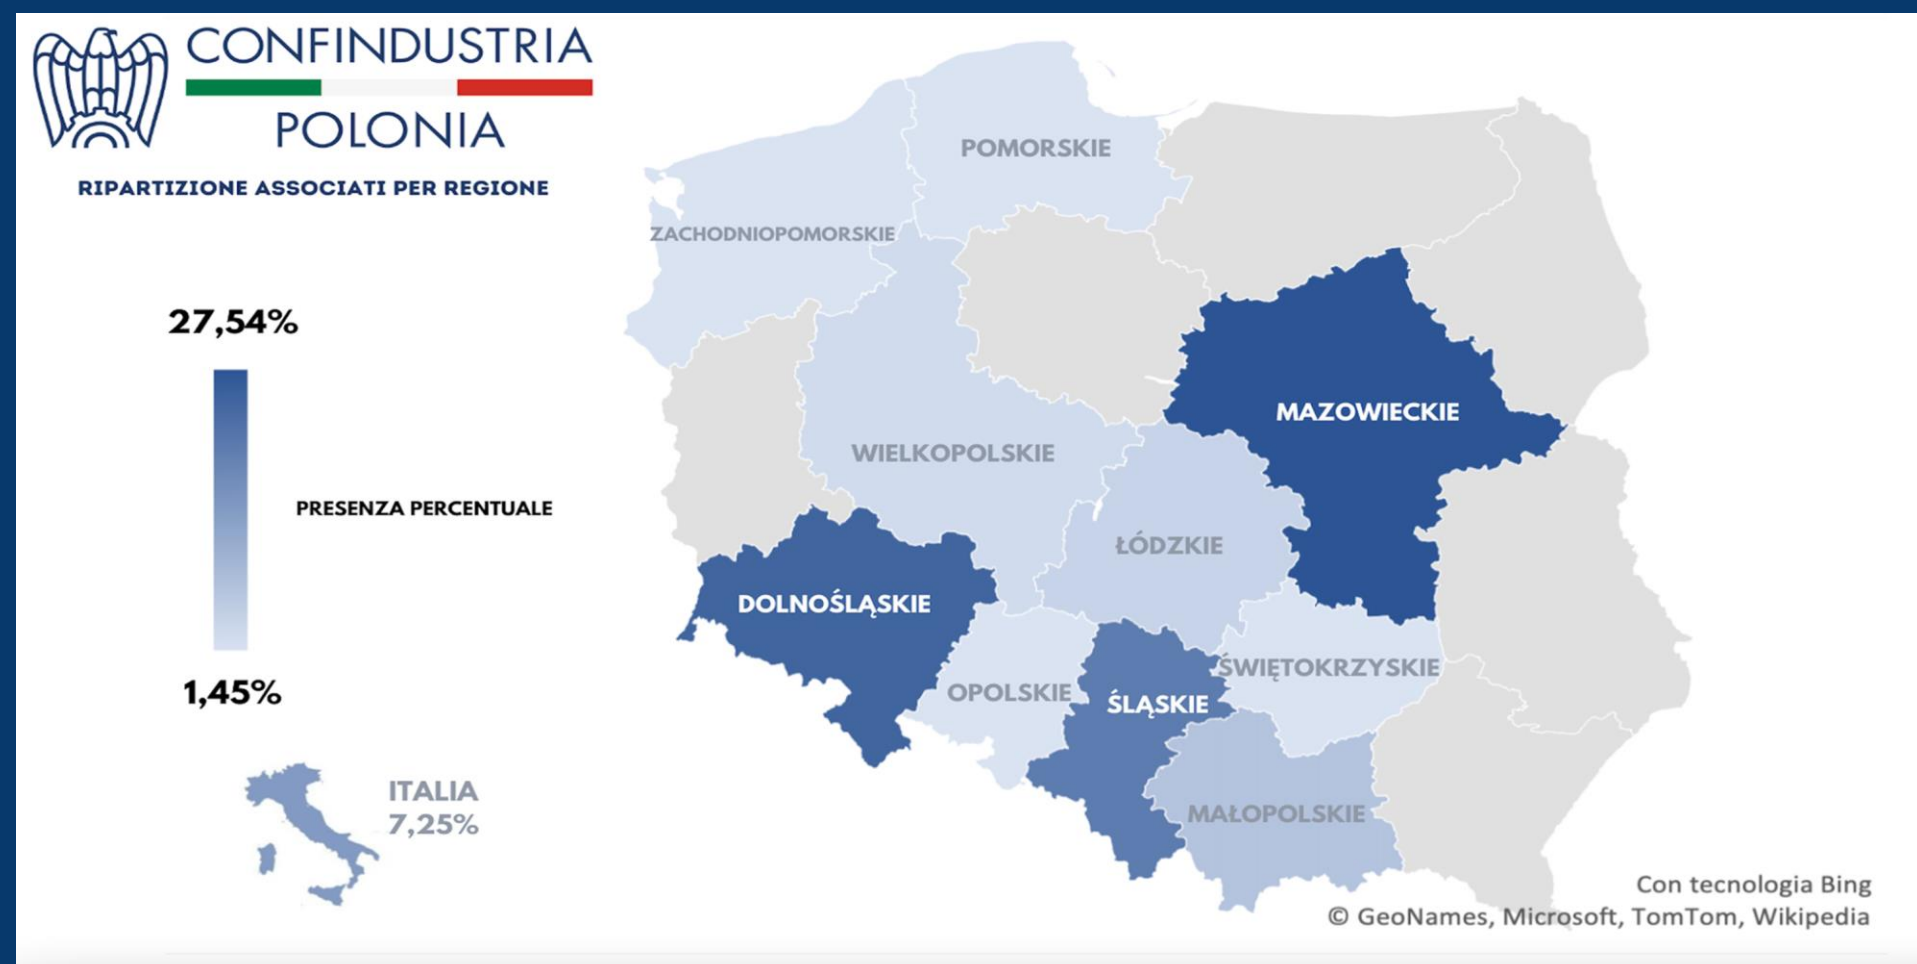 CONFINDUSTRIA
POLONIA
RIPARTIZIONE ASSOCIATI PER REGIONE
27,54%
PRESENZA PERCENTUALE
1,45%
ITALIA
7,25%
POMORSKIE
ZACHODNIOPOMORSKIE
MAZOWIECKIE
WIELKOPOLSKIE
ŁÓDZKIE
DOLNOŚLĄSKIE
ŚWIĘTOKRZYSKIE
OPOLSKIE
ŚLĄSKIE
MAŁOPOLSKIE
Con tecnologia Bing
© GeoNames, Microsoft, TomTom, Wikipedia